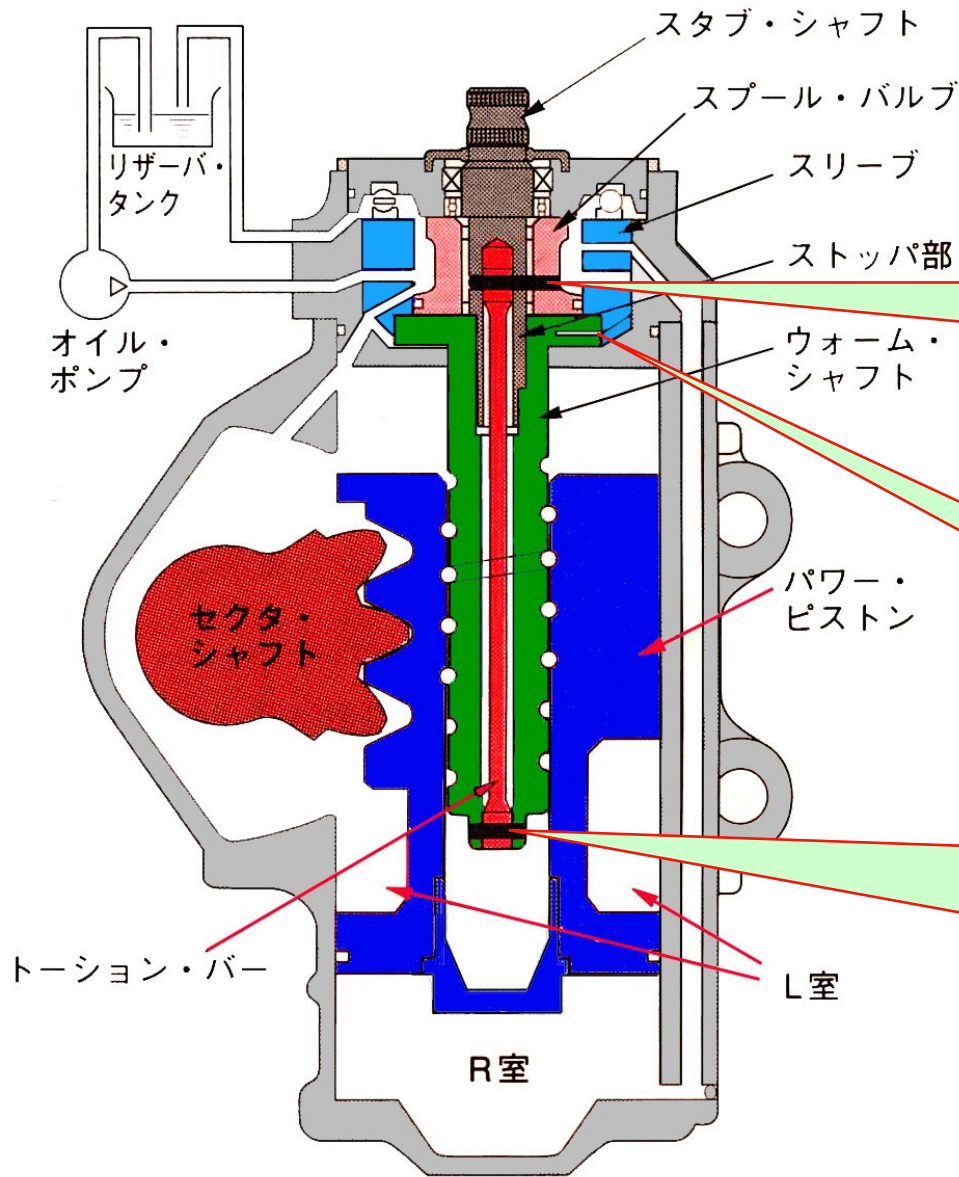 スタブ・シャフト
スプール・バルブ
リザーバ・
タンク
スリーブ
ストッパ部
オイル・
ポンプ
ウォーム・
シャフト
パワー・
ピストン
セクタ・
シャフト
トーション・バー
L室
R室